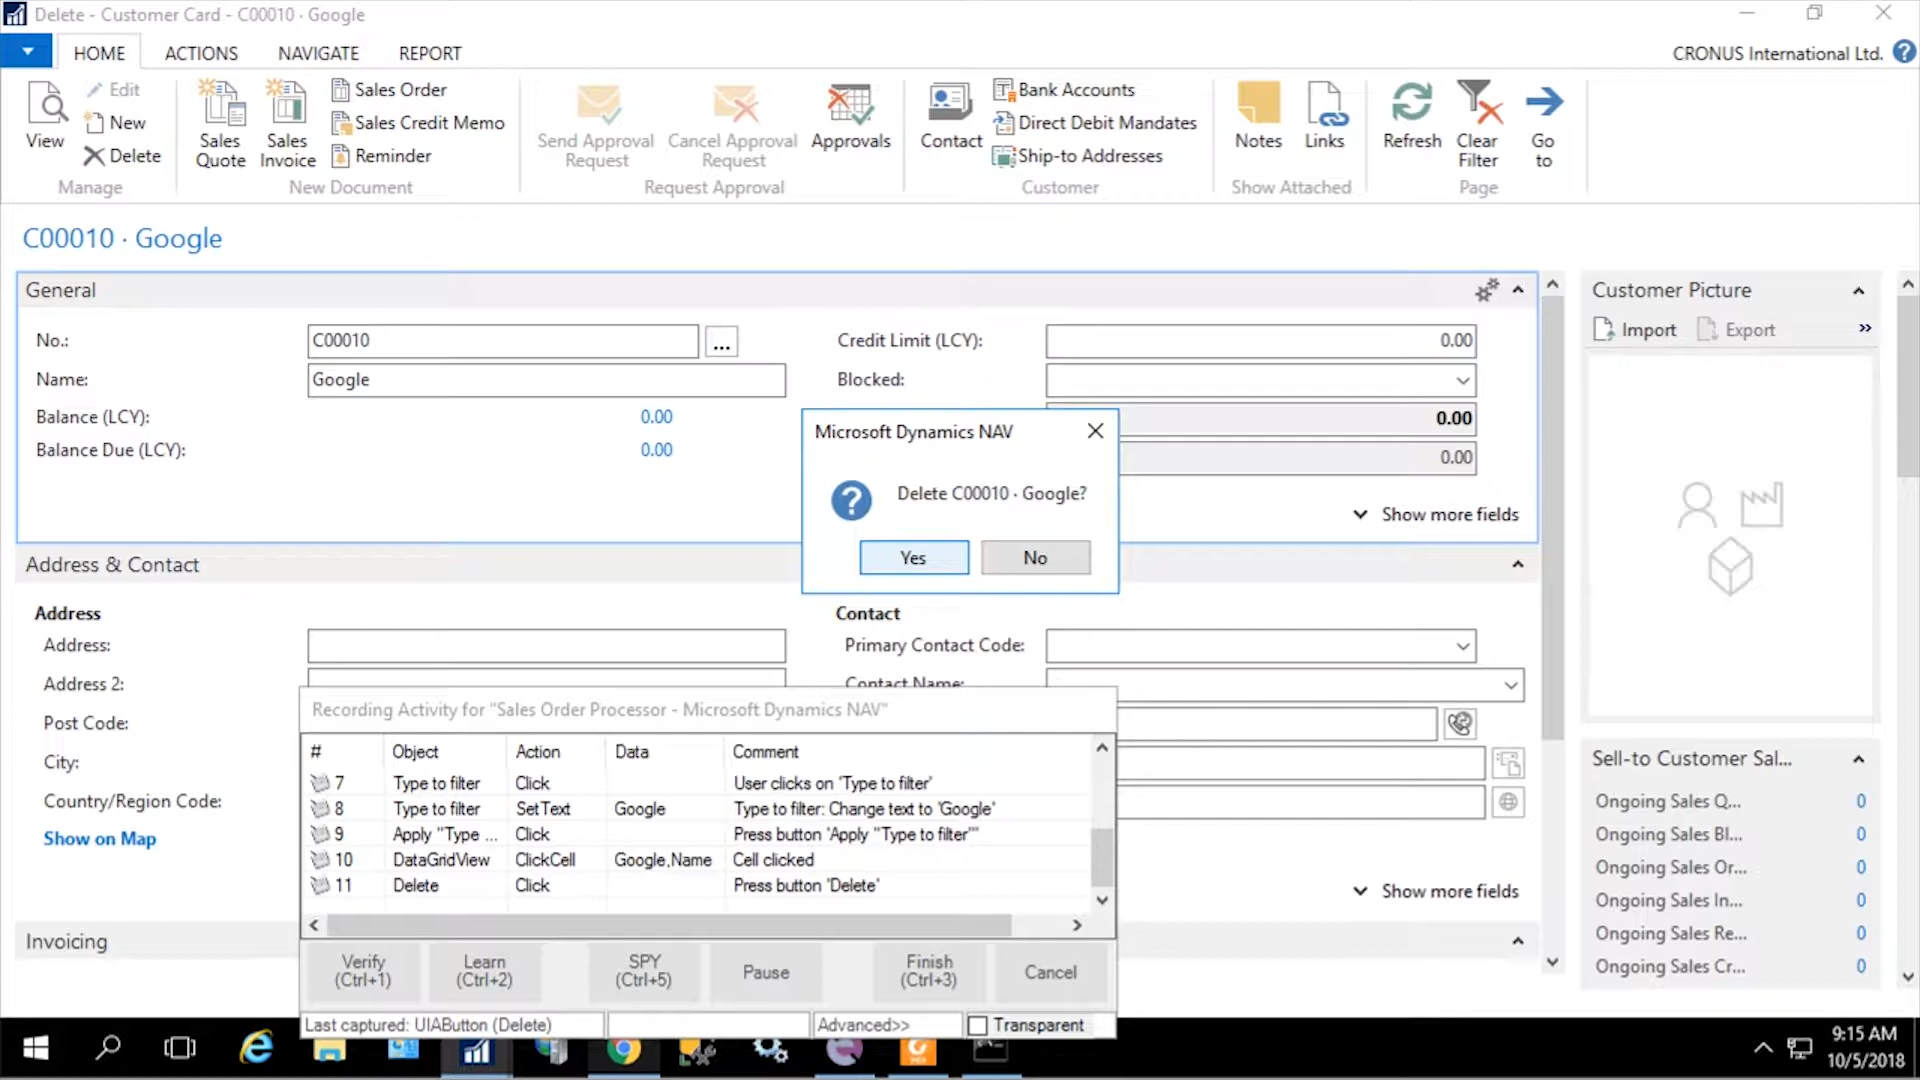 Delete - Customer Card - C00010 · Google
HOME ACTIONS NAVIGATE REPORT
CRONUS International Ltd.
View
Edit
New
Delete
Manage
Sales Quote
Sales Invoice
Sales Order
Sales Credit Memo
Reminder
New Document
Send Approval Request
Cancel Approval Request
Approvals
Request Approval
Contact
Bank Accounts
Direct Debit Mandates
Ship-to Addresses
Customer
Notes
Links
Show Attached
Refresh
Clear Filter
Go to
Page
C00010 · Google
General
No.: C00010 ...
Name: Google
Balance (LCY): 0.00
Balance Due (LCY): 0.00
Credit Limit (LCY): 0.00
Blocked:
0.00
0.00
Show more fields
Microsoft Dynamics NAV
Delete C00010 · Google?
Yes No
Address & Contact
Address
Address:
Address 2:
Post Code:
City:
Country/Region Code:
Show on Map
Contact
Primary Contact Code:
Contact Name:
Show more fields
Invoicing
Customer Picture
Import Export »
Sell-to Customer Sal...
Ongoing Sales Q... 0
Ongoing Sales Bl... 0
Ongoing Sales Or... 0
Ongoing Sales In... 0
Ongoing Sales Re... 0
Ongoing Sales Cr... 0
Recording Activity for "Sales Order Processor - Microsoft Dynamics NAV"
# Object Action Data Comment
7 Type to filter Click User clicks on 'Type to filter'
8 Type to filter SetText Google Type to filter: Change text to 'Google'
9 Apply "Type ... Click Press button 'Apply "Type to filter"'
10 DataGridView ClickCell Google,Name Cell clicked
11 Delete Click Press button 'Delete'
Verify (Ctrl+1)
Learn (Ctrl+2)
SPY (Ctrl+5)
Pause
Finish (Ctrl+3)
Cancel
Last captured: UIAButton (Delete)
Advanced>>
Transparent
9:15 AM
10/5/2018